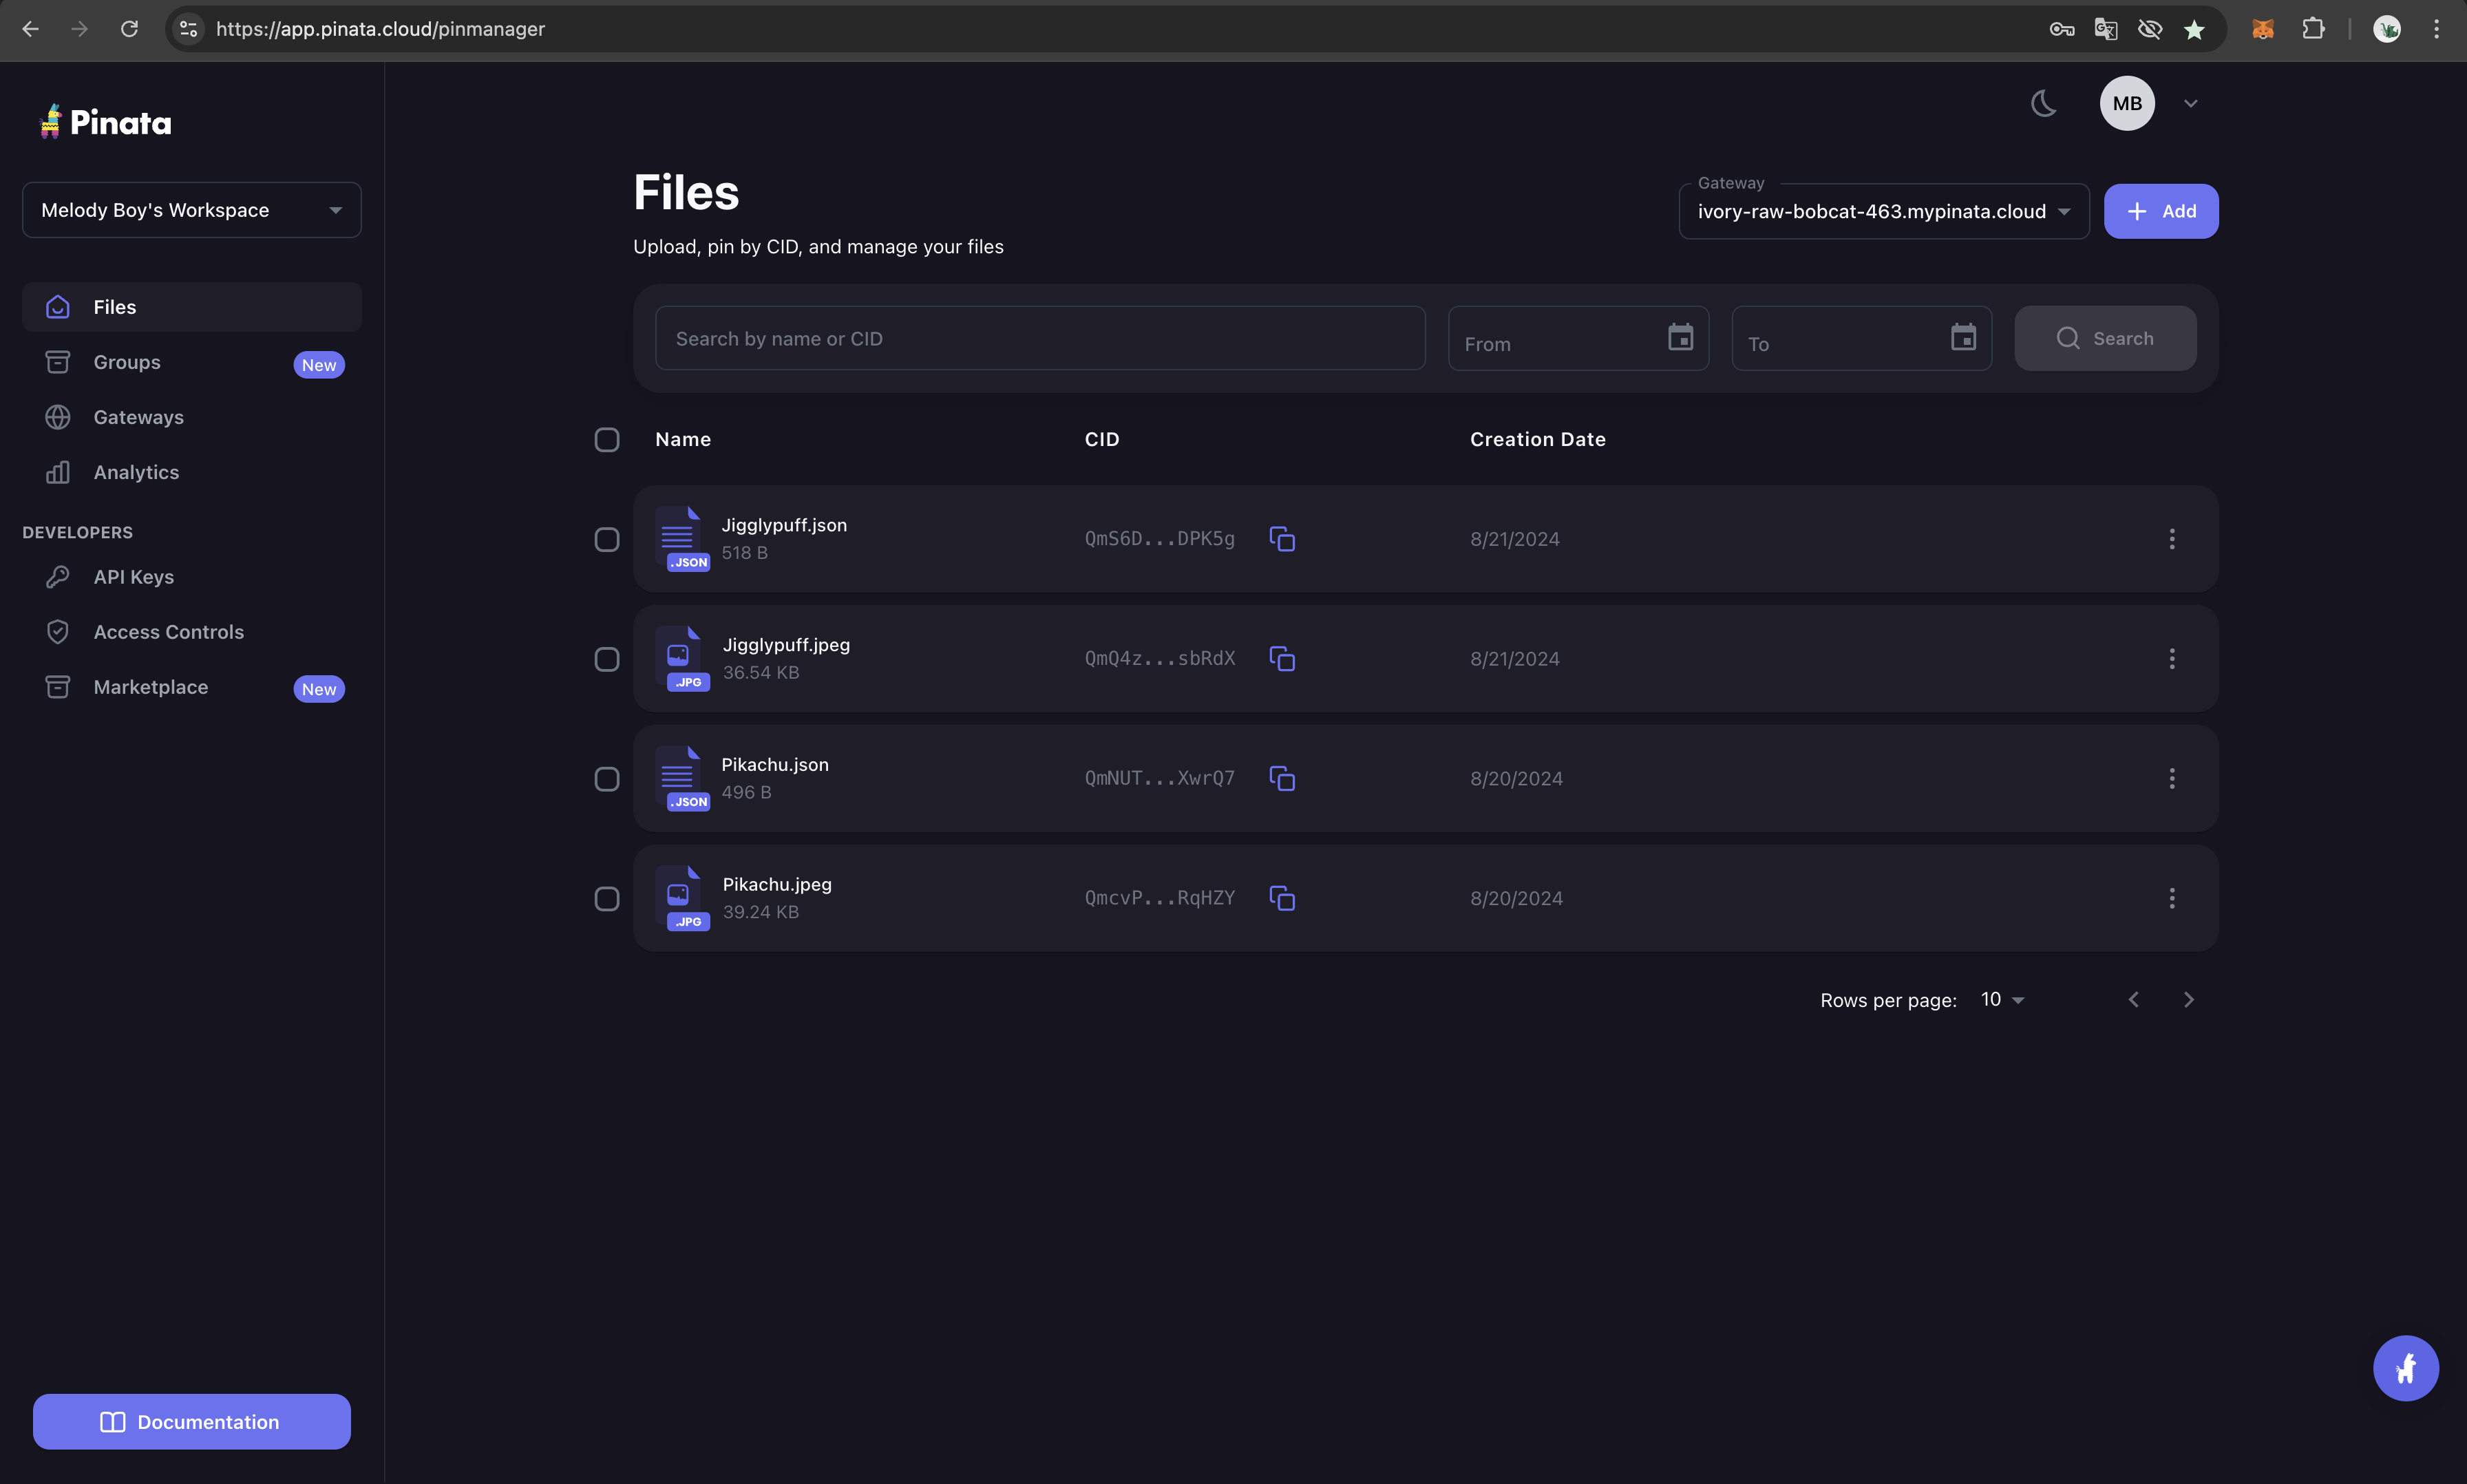 https://app.pinata.cloud/pinmanager
Pinata
Melody Boy's Workspace
Files
Groups
New
Gateways
Analytics
DEVELOPERS
API Keys
Access Controls
Marketplace
New
Documentation
MB
Files
Upload, pin by CID, and manage your files
Gateway
ivory-raw-bobcat-463.mypinata.cloud
Add
Search by name or CID
From
To
Search
Name CID Creation Date
Jigglypuff.json
518 B
.JSON
QmS6D...DPK5g
8/21/2024
Jigglypuff.jpeg
36.54 KB
.JPG
QmQ4z...sbRdX
8/21/2024
Pikachu.json
496 B
.JSON
QmNUT...XwrQ7
8/20/2024
Pikachu.jpeg
39.24 KB
.JPG
QmcvP...RqHZY
8/20/2024
Rows per page: 10